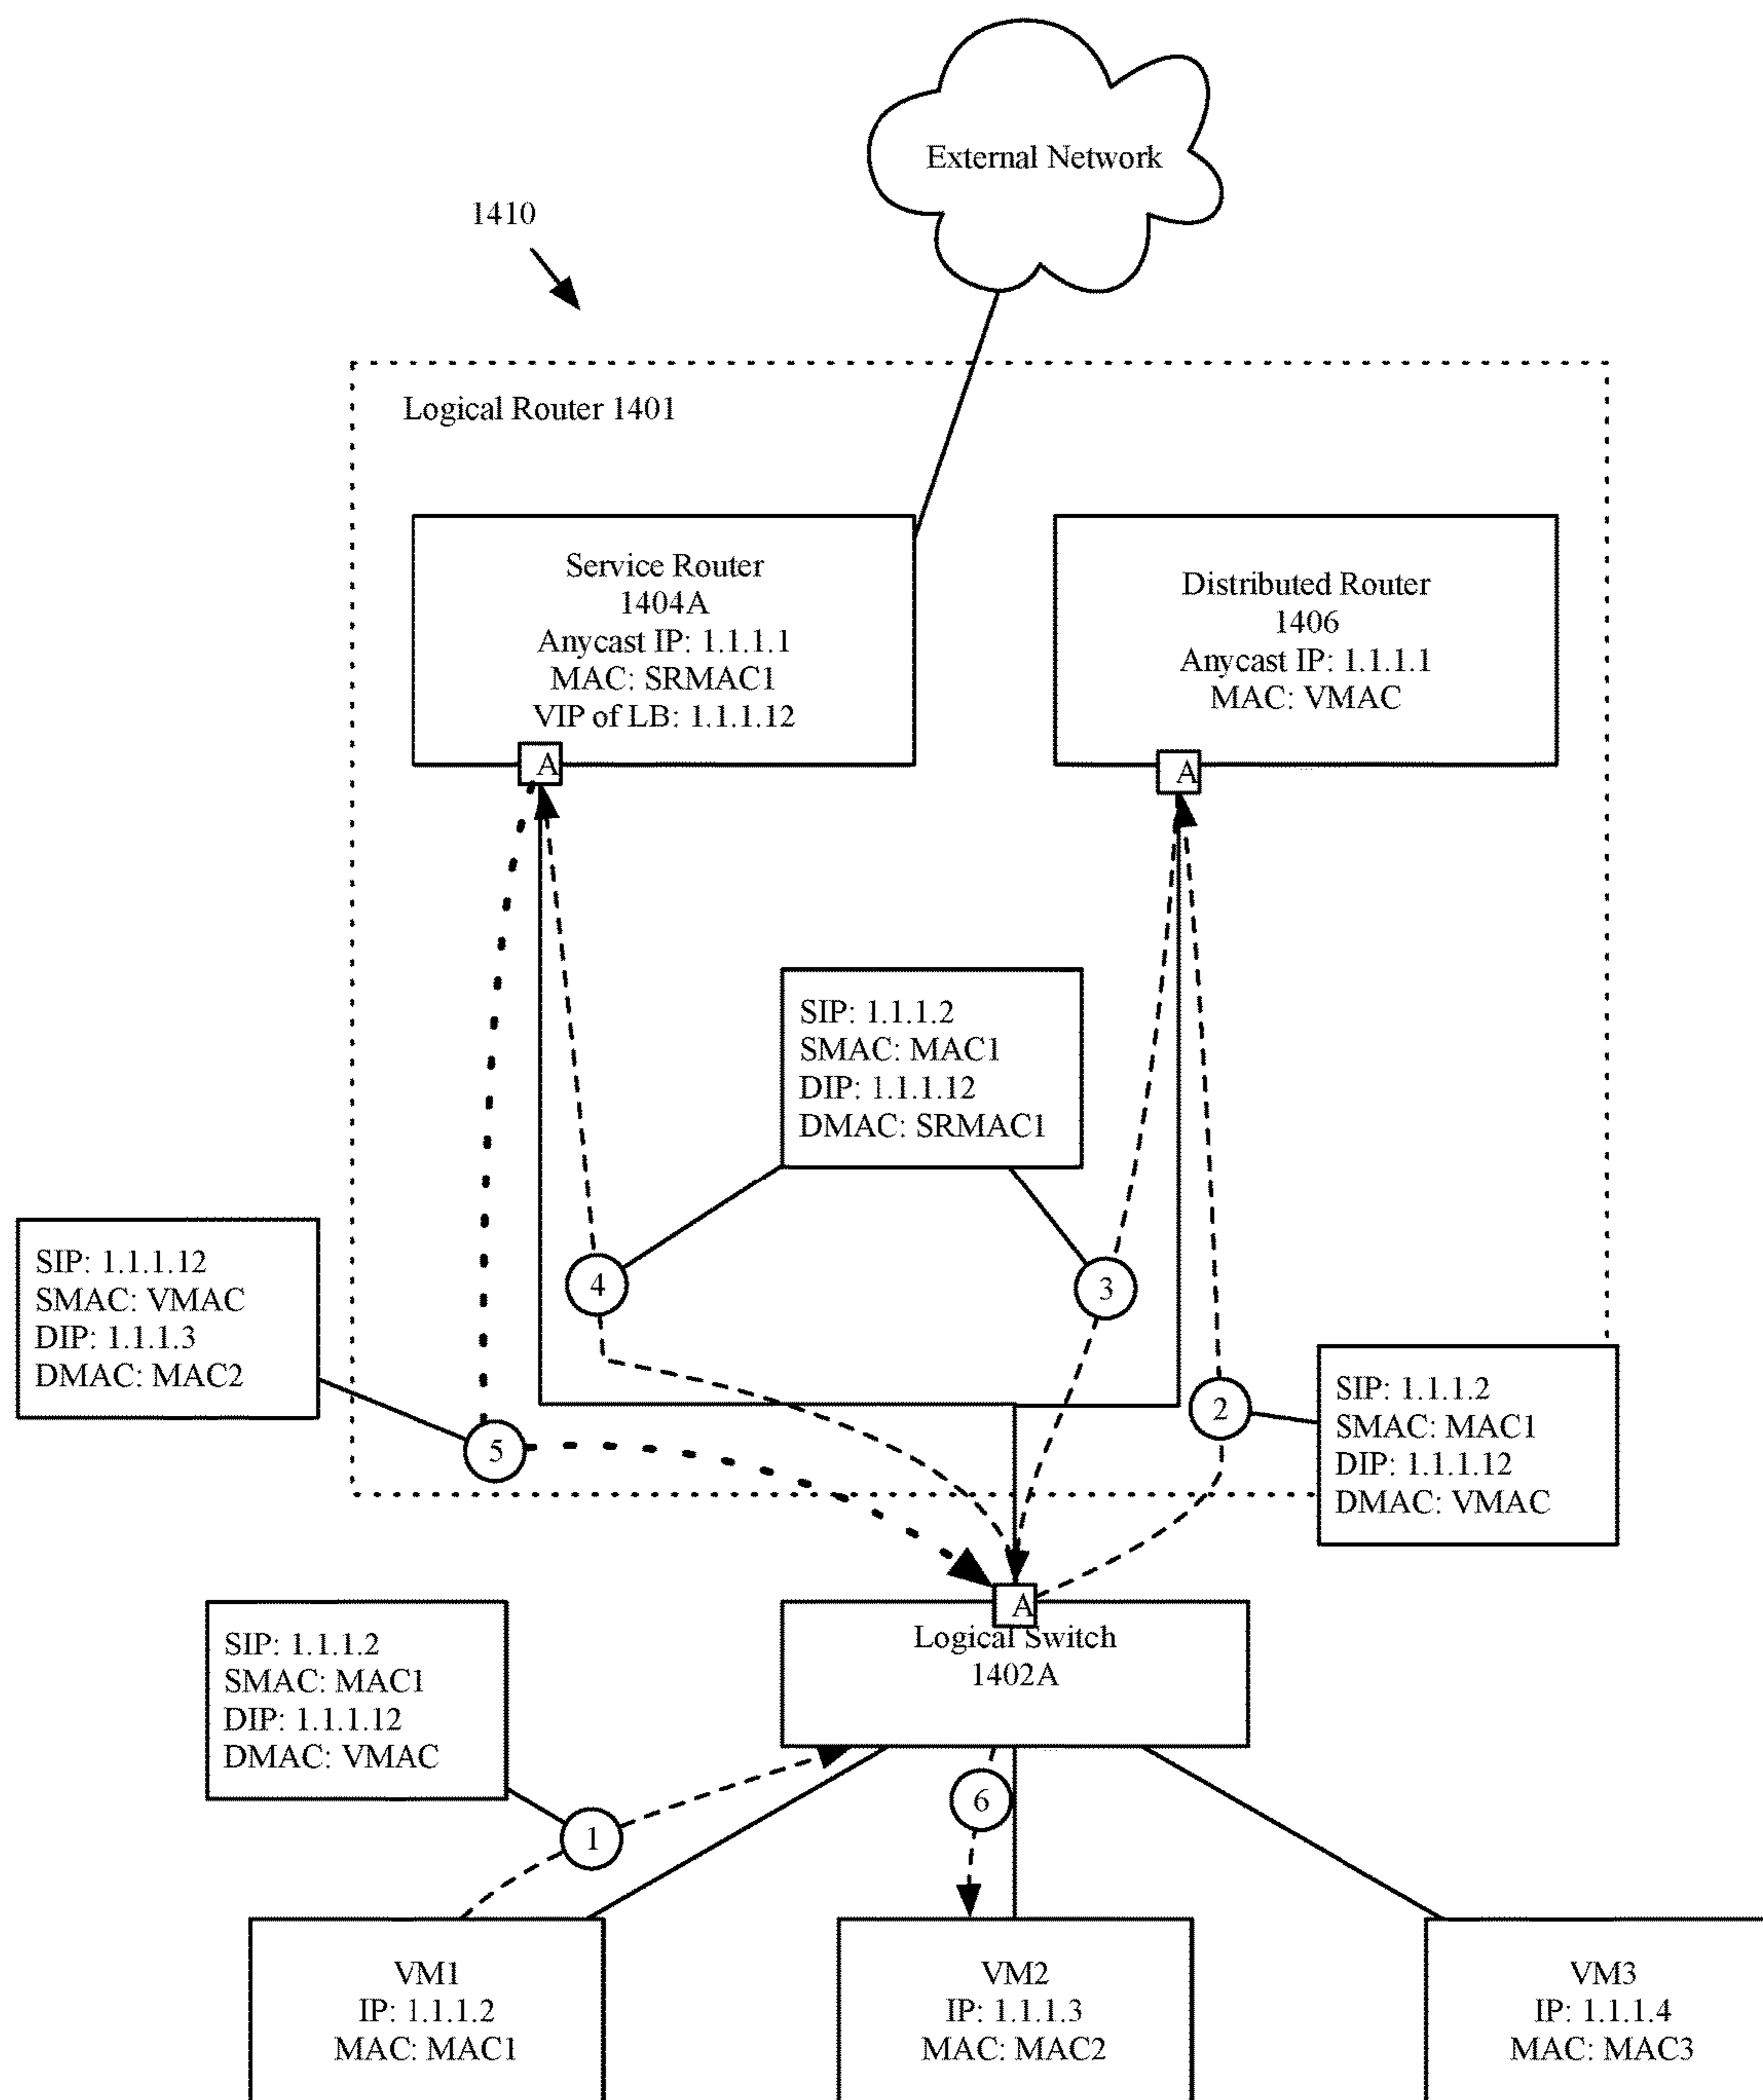 External Network
1410
Logical Router 1401
Service Router
1404A
Anycast IP: 1.1.1.1
MAC: SRMAC1
VIP of LB: 1.1.1.12
A
Distributed Router
1406
Anycast IP: 1.1.1.1
MAC: VMAC
A
SIP: 1.1.1.2
SMAC: MAC1
DIP: 1.1.1.12
DMAC: SRMAC1
4
3
SIP: 1.1.1.12
SMAC: VMAC
DIP: 1.1.1.3
DMAC: MAC2
5
2
SIP: 1.1.1.2
SMAC: MAC1
DIP: 1.1.1.12
DMAC: VMAC
A
Logical Switch
1402A
SIP: 1.1.1.2
SMAC: MAC1
DIP: 1.1.1.12
DMAC: VMAC
1
6
VM1
IP: 1.1.1.2
MAC: MAC1
VM2
IP: 1.1.1.3
MAC: MAC2
VM3
IP: 1.1.1.4
MAC: MAC3